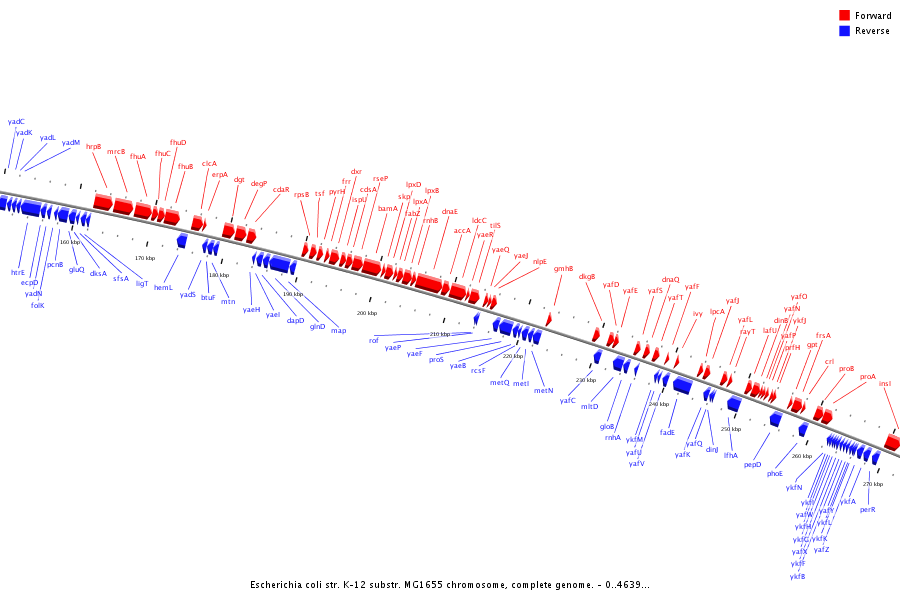 Forward
Reverse
yadC
yadK
yadL
yadM
hrpB
mrcB
fhuA
fhuC
fhuD
fhuB
clcA
erpA
dgt
degP
cdaR
rpsB
tsf
pyrH
frr
ispU
dxr
cdsA
rseP
bamA
skp
lpxD
fabZ
lpxA
lpxB
rnhB
dnaE
accA
ldcC
yaeR
tilS
yaeQ
yaeJ
nlpE
gmhB
dkgB
yafD
yafE
yafS
dnaQ
yafT
yafF
ivy
lpcA
yafJ
yafL
rayT
lafU
dinB
yafN
yafO
yafP
ykfJ
prfH
gpt
frsA
crl
proB
proA
insI
160 kbp
170 kbp
180 kbp
190 kbp
200 kbp
210 kbp
220 kbp
230 kbp
240 kbp
250 kbp
260 kbp
270 kbp
htrE
ecpD
yadN
folK
pcnB
gluQ
dksA
sfsA
ligT
hemL
yadS
btuF
mtn
yaeH
yaeI
dapD
glnD
map
rof
yaeP
yaeF
proS
yaeB
rcsF
metQ
metI
metN
yafC
mltD
gloB
rnhA
ykfM
yafU
yafV
fadE
yafK
yafQ
dinJ
lfhA
pepD
phoE
ykfN
ykfI
yafW
ykfH
ykfG
yafX
ykfF
ykfB
yafY
ykfL
ykfK
yafZ
ykfA
perR
Escherichia coli str. K-12 substr. MG1655 chromosome, complete genome. - 0..4639...